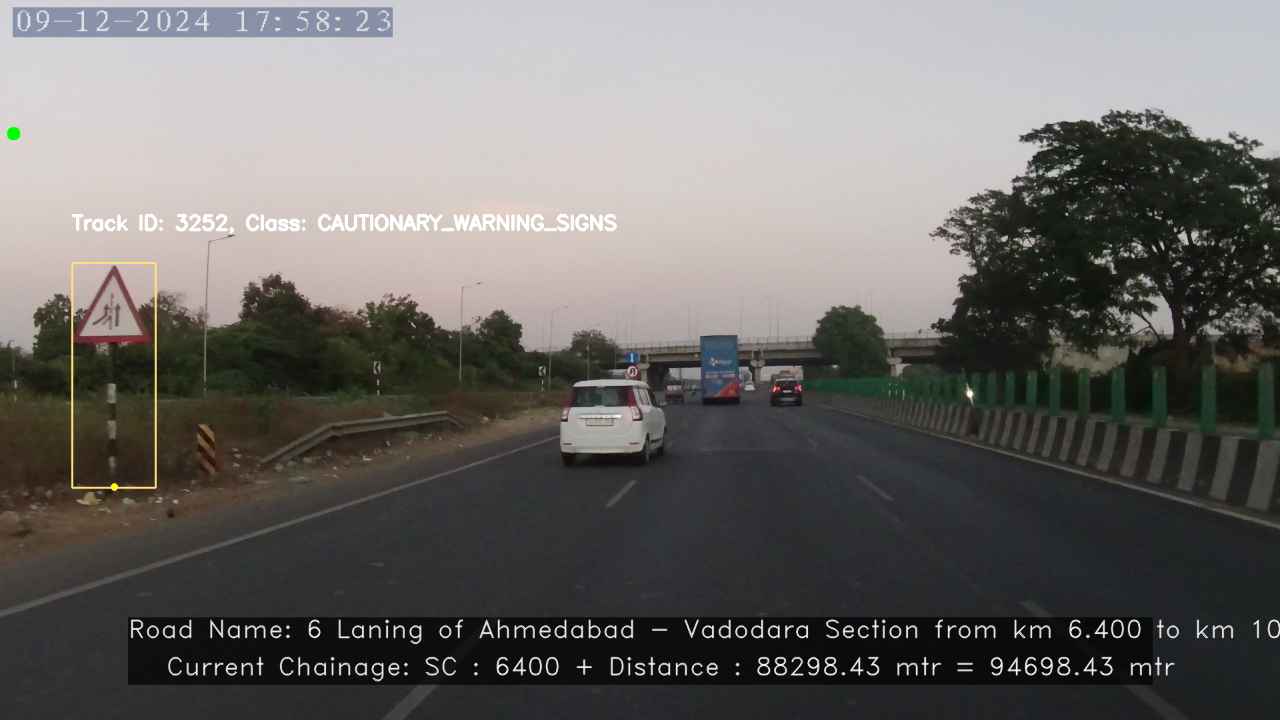 09-12-2024 17:58:23
Track ID: 3252, Class: CAUTIONARY_WARNING_SIGNS
Road Name: 6 Laning of Ahmedabad - Vadodara Section from km 6.400 to km 10
Current Chainage: SC : 6400 + Distance : 88298.43 mtr = 94698.43 mtr